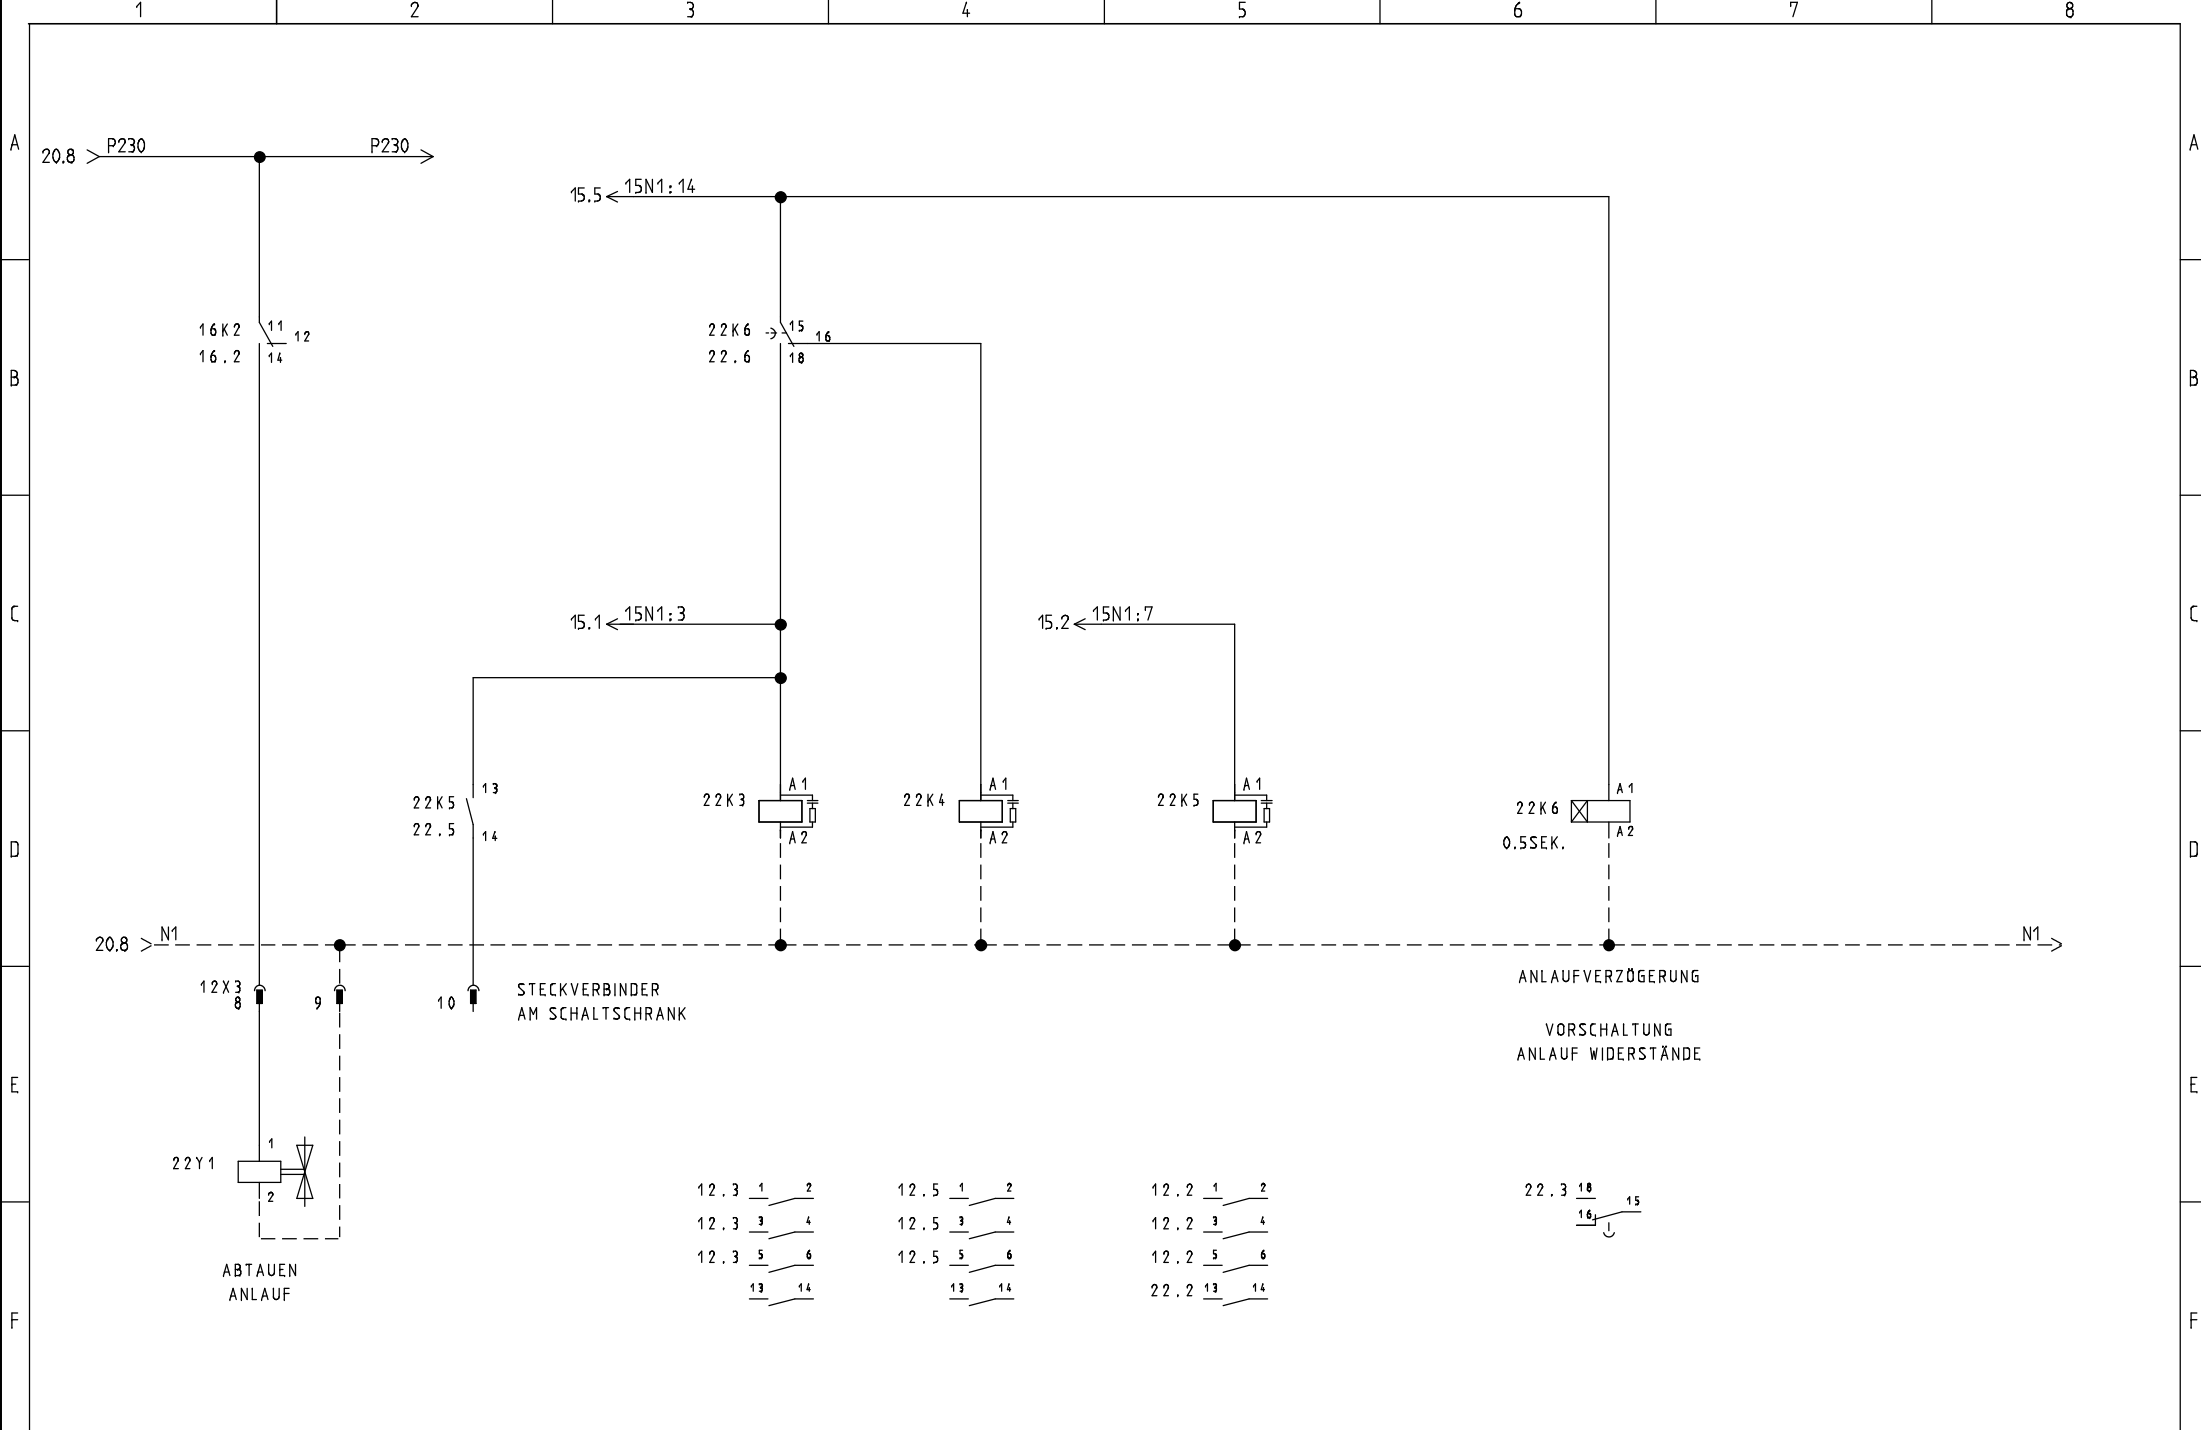 1 2 3 4 5 6 7 8
A A
P230 P230
20.8
15N1:14
15.5
16K2 11 12
16.2 14
22K6 15 16
22.6 18
B B
C C
15N1:3
15.1
15N1:7
15.2
22K5 13
22.5 14
22K3 A1
A2
22K4 A1
A2
22K5 A1
A2
22K6 A1
A2
0.5SEK.
D D
20.8 N1 N1
12X3
8 9 10
STECKVERBINDER
AM SCHALTSCHRANK
ANLAUFVERZÖGERUNG
VORSCHALTUNG
ANLAUF WIDERSTÄNDE
E E
22Y1 1
2
ABTAUEN
ANLAUF
12.3 1 2
12.3 3 4
12.3 5 6
13 14
12.5 1 2
12.5 3 4
12.5 5 6
13 14
12.2 1 2
12.2 3 4
12.2 5 6
22.2 13 14
22.3 18
16 15
F F